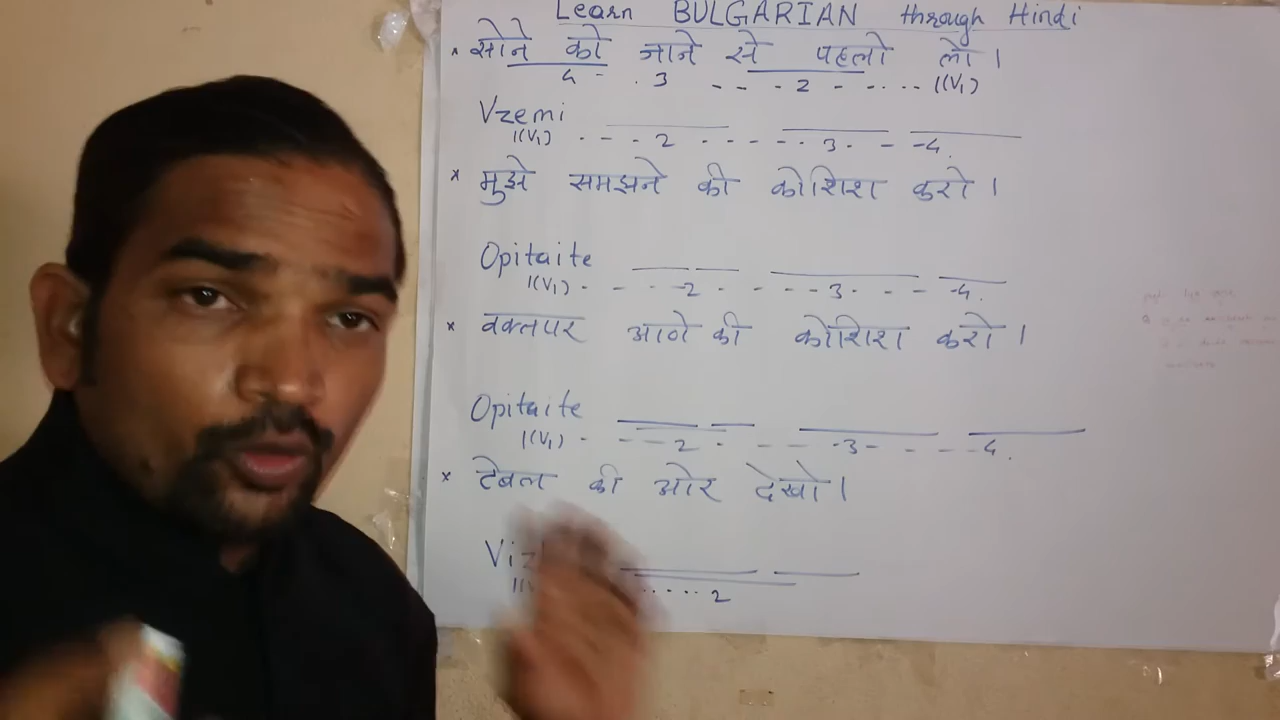 Learn BULGARIAN through Hindi
* सोने को जाने से पहलो लो।
4 - . 3 - - - 2 - - .... 1(V₁)
Vzemi
1(V₁) . - - . 2 - - - - - 3. - -4.
* मुझे समझने की कोशिश करो।
Opitaite
1(V₁) . - - - -2 - - - - 3 - . - - -4.
* वक्तपर आने की कोशिश करो।
Opitaite
1(V₁) . - - - 2 - . - - - -3- - - - - 4.
* टेबल की ओर देखो।
2